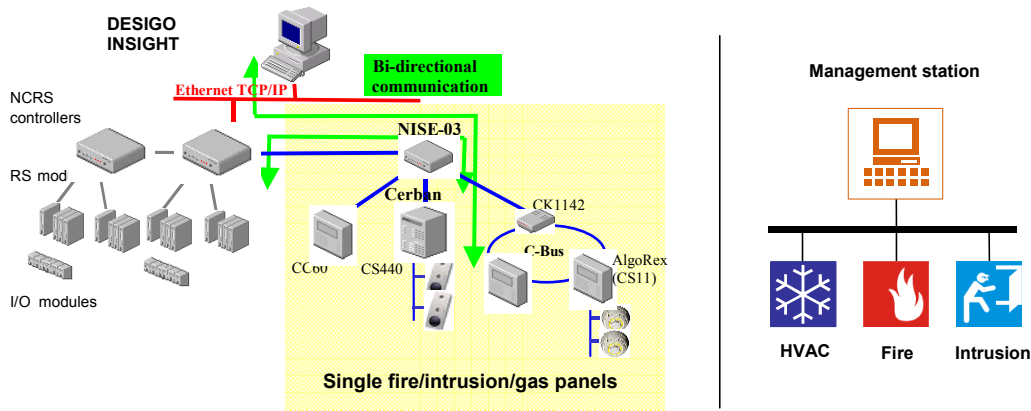 DESIGO
INSIGHT
Bi-directional
communication
Ethernet TCP/IP
NCRS
controllers
NISE-03
RS mod
Cerban
CK1142
C-Bus
CC60
CS440
AlgoRex
(CS11)
I/O modules
Single fire/intrusion/gas panels
Management station
HVAC
Fire
Intrusion